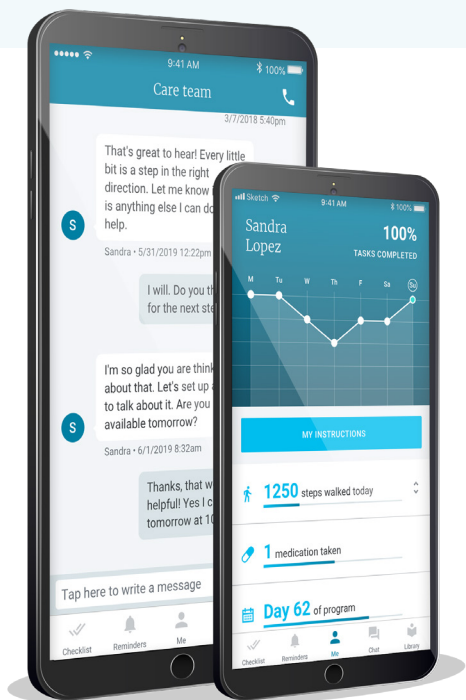 9:41 AM
100%
Care team
3/7/2018 5:40pm
That's great to hear! Every little
bit is a step in the right
direction. Let me know
is anything else I can do
help.
S
Sandra • 5/31/2019 12:22pm
I will. Do you
for the next
I'm so glad you are
about that. Let's set up
to talk about it. Are you
available tomorrow?
S
Sandra • 6/1/2019 8:32am
Thanks, that
helpful! Yes I
tomorrow at
Tap here to write a message
Checklist
Reminders
Me
Sketch
9:41 AM
100%
Sandra
Lopez
100%
TASKS COMPLETED
M Tu W Th F Sa Su
MY INSTRUCTIONS
1250 steps walked today
1 medication taken
Day 62 of program
Checklist
Reminders
Me
Chat
Library